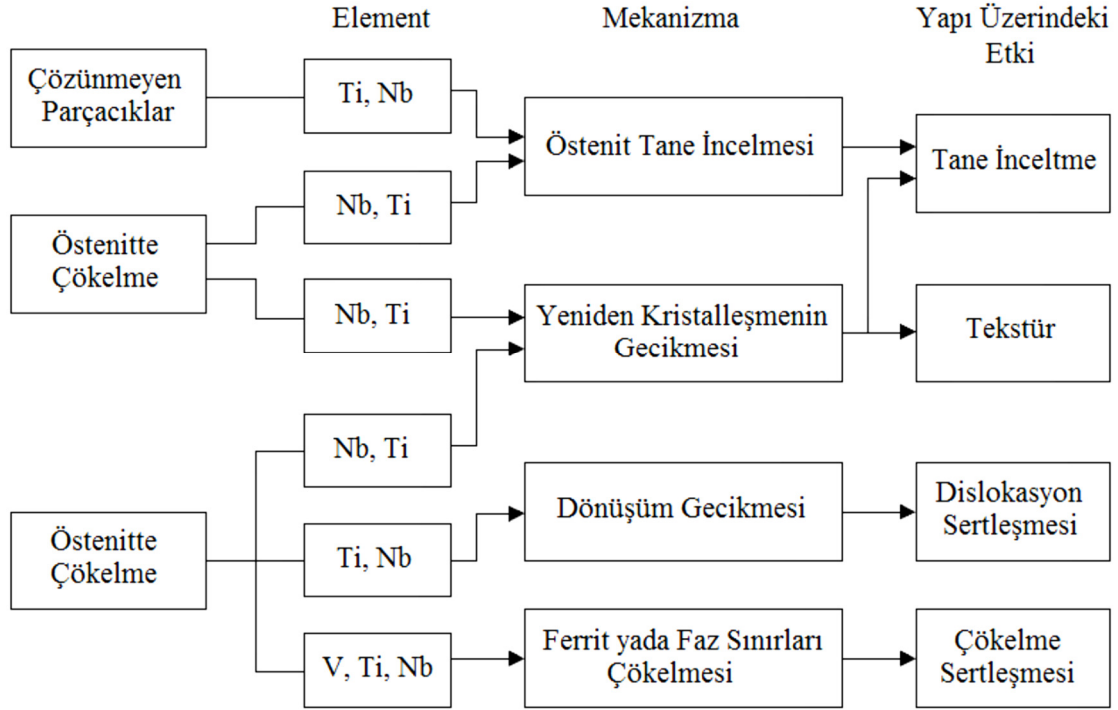 Element
Mekanizma
Yapı Üzerindeki
Etki
Çözünmeyen
Parçacıklar
Ti, Nb
Östenit Tane İncelmesi
Tane İnceltme
Nb, Ti
Östenitte
Çökelme
Nb, Ti
Yeniden Kristalleşmenin
Gecikmesi
Tekstür
Nb, Ti
Östenitte
Çökelme
Ti, Nb
Dönüşüm Gecikmesi
Dislokasyon
Sertleşmesi
V, Ti, Nb
Ferrit yada Faz Sınırları
Çökelmesi
Çökelme
Sertleşmesi